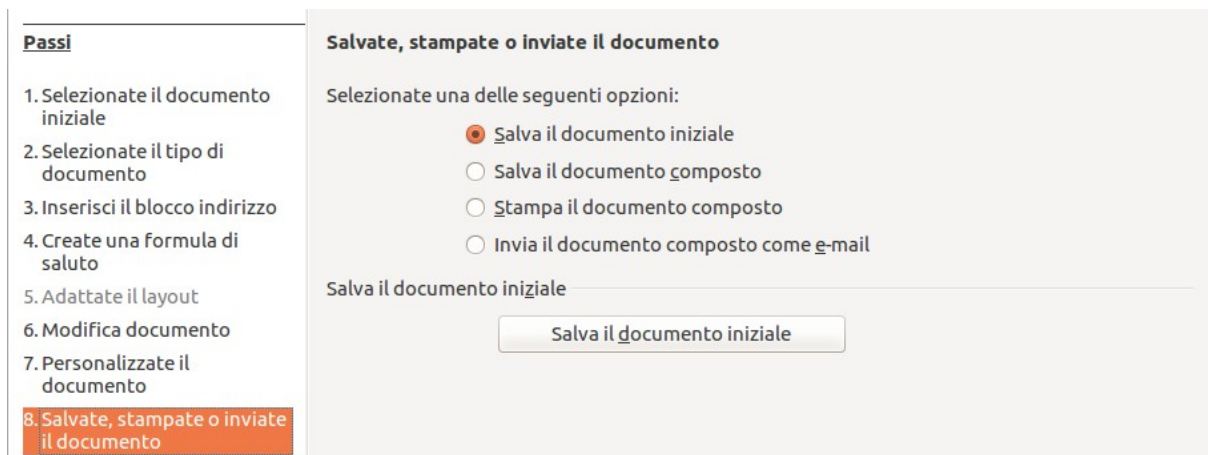 Passi
1. Selezionate il documento
iniziale
2. Selezionate il tipo di
documento
3. Inserisci il blocco indirizzo
4. Create una formula di
saluto
5. Adattate il layout
6. Modifica documento
7. Personalizzate il
documento
8. Salvate, stampate o inviate
il documento
Salvate, stampate o inviate il documento
Selezionate una delle seguenti opzioni:
Salva il documento iniziale
Salva il documento composto
Stampa il documento composto
Invia il documento composto come e-mail
Salva il documento iniziale
Salva il documento iniziale